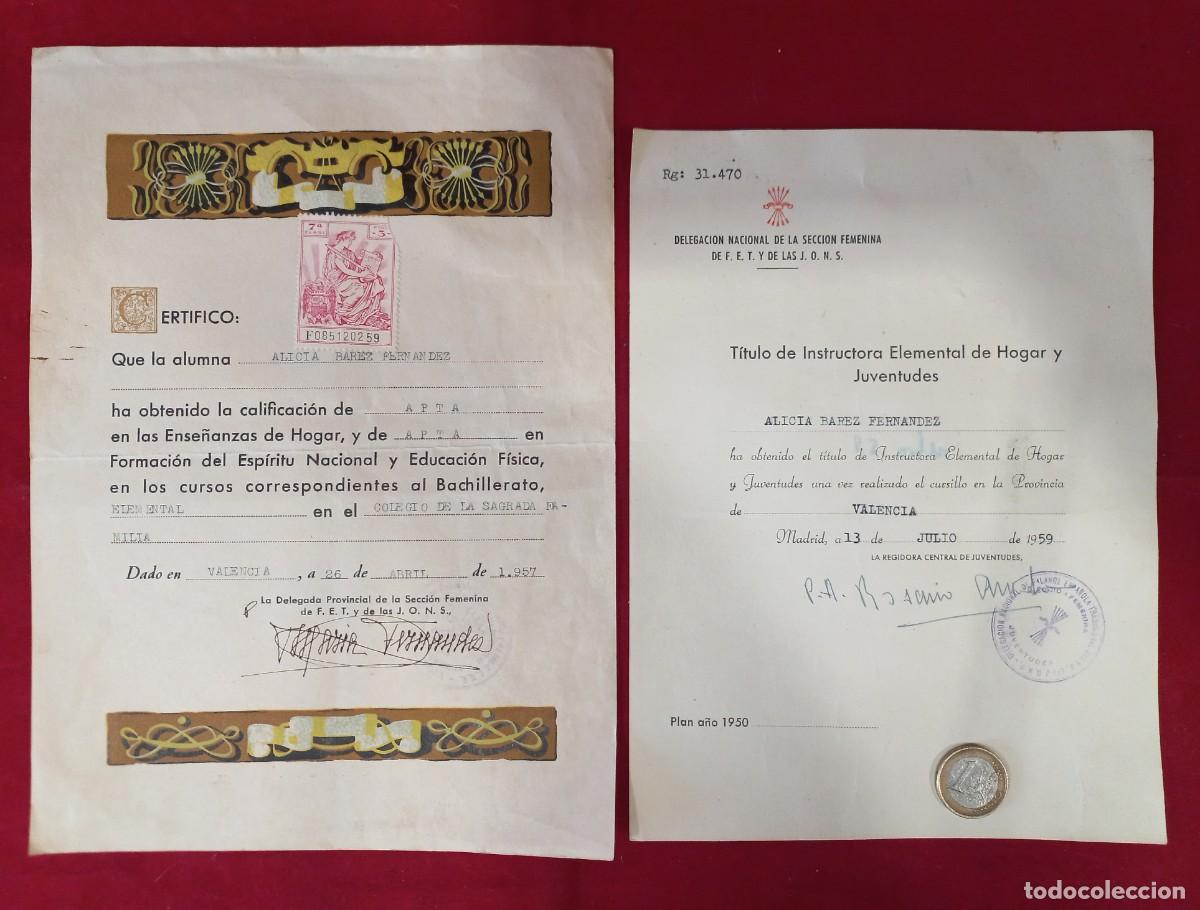 7ª
CLASE
3
F085120259
CERTIFICO:
Que la alumna ALICIA BAREZ FERNANDEZ
ha obtenido la calificación de APTA
en las Enseñanzas de Hogar, y de APTA en
Formación del Espíritu Nacional y Educación Física,
en los cursos correspondientes al Bachillerato,
ELEMENTAL en el COLEGIO DE LA SAGRADA FA-
MILIA
Dado en VALENCIA, a 26 de ABRIL de 1.957
La Delegada Provincial de la Sección Femenina
de F. E. T. y de las J. O. N. S.,
Rg: 31.470
DELEGACION NACIONAL DE LA SECCION FEMENINA
DE F. E. T. Y DE LAS J. O. N. S.
Título de Instructora Elemental de Hogar y
Juventudes
ALICIA BAREZ FERNANDEZ
ha obtenido el título de Instructora Elemental de Hogar
y Juventudes una vez realizado el cursillo en la Provincia
de VALENCIA
Madrid, a 13 de JULIO de 1959
LA REGIDORA CENTRAL DE JUVENTUDES,
P.A. Rosario
JUVENTUDES
Plan año 1950
todocoleccion